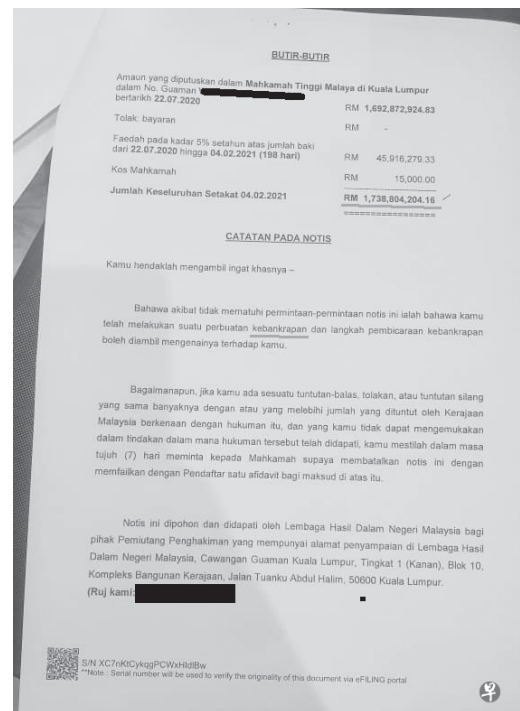 BUTIR-BUTIR
Amaun yang diputuskan dalam Mahkamah Tinggi Malaya di Kuala Lumpur
dalam No. Guaman
bertarikh 22.07.2020 RM 1,692,872,924.83
Tolak: bayaran RM -
Faedah pada kadar 5% setahun atas jumlah baki
dari 22.07.2020 hingga 04.02.2021 (198 hari) RM 45,916,279.33
Kos Mahkamah RM 15,000.00
Jumlah Keseluruhan Setakat 04.02.2021 RM 1,738,804,204.16
CATATAN PADA NOTIS
Kamu hendaklah mengambil ingat khasnya –
Bahawa akibat tidak mematuhi permintaan-permintaan notis ini ialah bahawa kamu
telah melakukan suatu perbuatan kebankrapan dan langkah pembicaraan kebankrapan
boleh diambil mengenainya terhadap kamu.
Bagaimanapun, jika kamu ada sesuatu tuntutan-balas, tolakan, atau tuntutan silang
yang sama banyaknya dengan atau yang melebihi jumlah yang dituntut oleh Kerajaan
Malaysia berkenaan dengan hukuman itu, dan yang kamu tidak dapat mengemukakan
dalam tindakan dalam mana hukuman tersebut telah didapati, kamu mestilah dalam masa
tujuh (7) hari meminta kepada Mahkamah supaya membatalkan notis ini dengan
memfailkan dengan Pendaftar satu afidavit bagi maksud di atas itu.
Notis ini dipohon dan didapati oleh Lembaga Hasil Dalam Negeri Malaysia bagi
pihak Pemiutang Penghakiman yang mempunyai alamat penyampaian di Lembaga Hasil
Dalam Negeri Malaysia, Cawangan Guaman Kuala Lumpur, Tingkat 1 (Kanan), Blok 10,
Kompleks Bangunan Kerajaan, Jalan Tuanku Abdul Halim, 50600 Kuala Lumpur.
(Ruj kami:
S/N XC7nKtCykqgPCWxHIdIBw
**Note : Serial number will be used to verify the originality of this document via eFILING portal